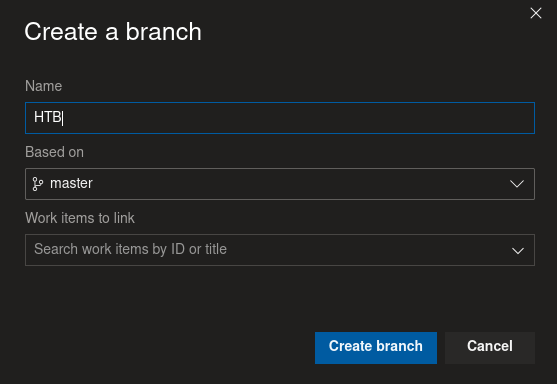 Create a branch
Name
HTB
Based on
master
Work items to link
Search work items by ID or title
Create branch
Cancel